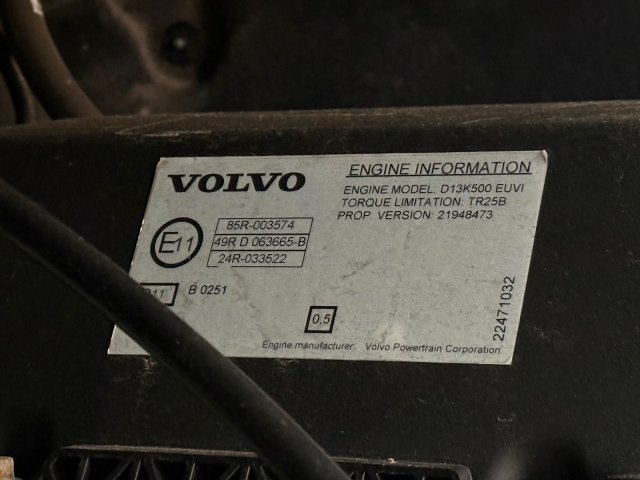 VOLVO
ENGINE INFORMATION
ENGINE MODEL: D13K500 EUVI
TORQUE LIMITATION: TR25B
PROP VERSION: 21948473
E11
85R-003574
49R D 063665-B
24R-033522
11 B 0251
0,5
22471032
Engine manufacturer Volvo Powertrain Corporation